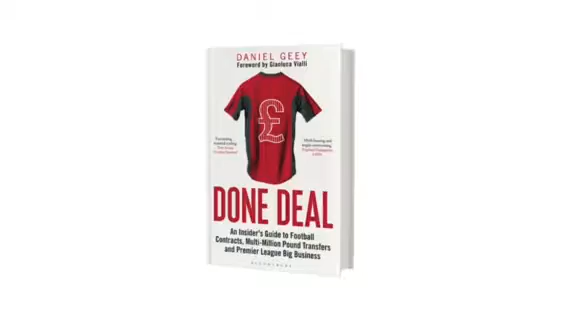 DANIEL GEEY
Foreword by Gianluca Vialli
£
DONE DEAL
An Insider's Guide to Football
Contracts, Multi-Million Pound Transfers
and Premier League Big Business
BLOOMSBURY